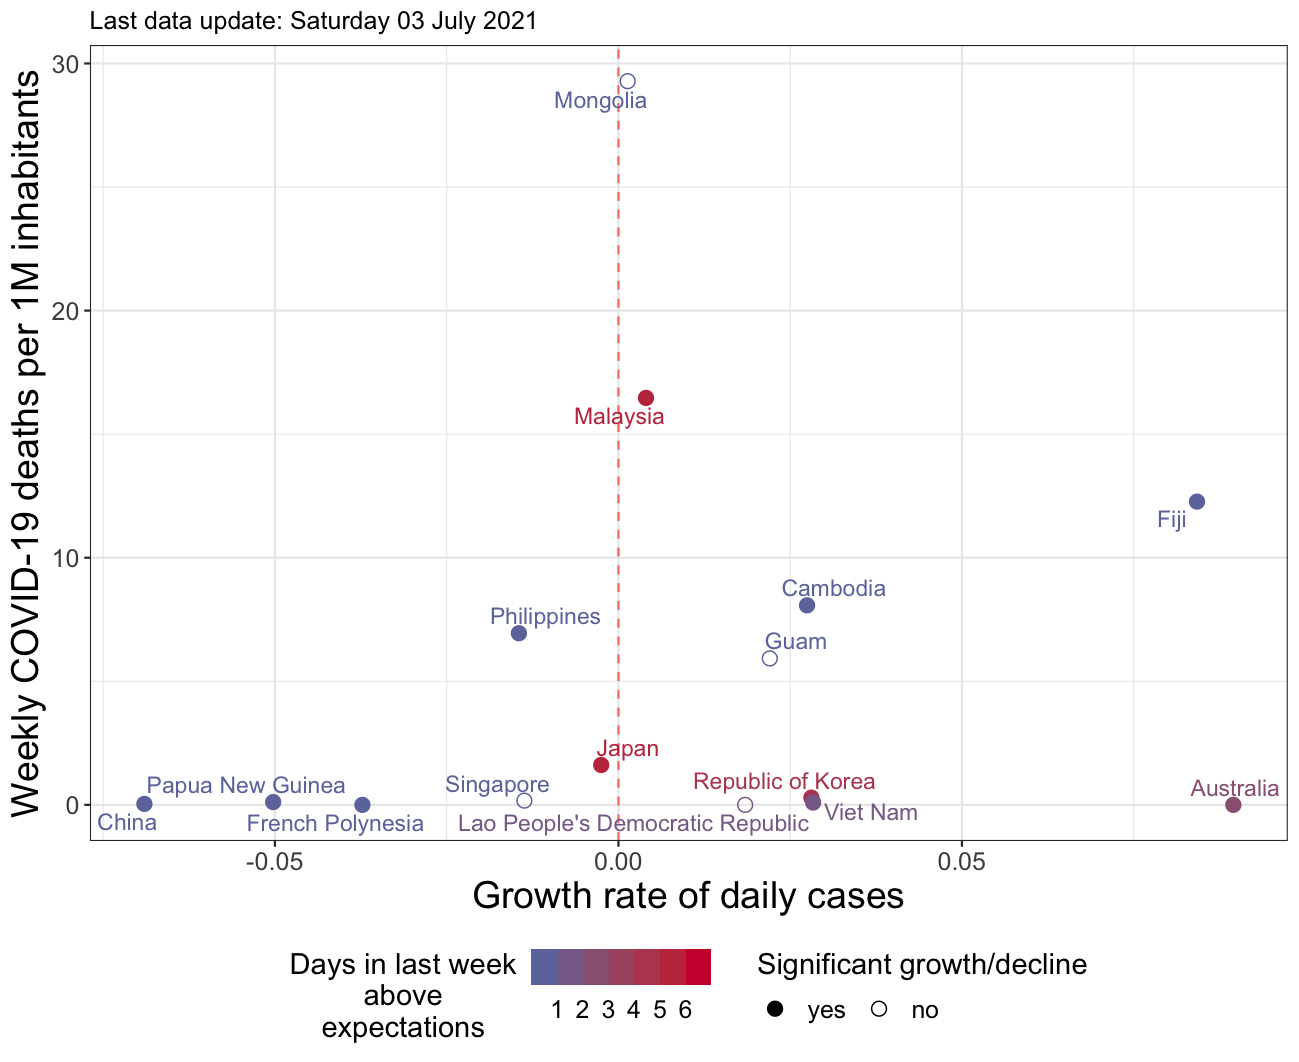 Last data update: Saturday 03 July 2021
Weekly COVID-19 deaths per 1M inhabitants
30
20
10
0
Mongolia
Malaysia
Fiji
Cambodia
Philippines
Guam
Japan
Papua New Guinea
Singapore
Republic of Korea
Australia
China
French Polynesia
Lao People's Democratic Republic
Viet Nam
-0.05
0.00
0.05
Growth rate of daily cases
Days in last week
above
expectations
1 2 3 4 5 6
Significant growth/decline
yes
no